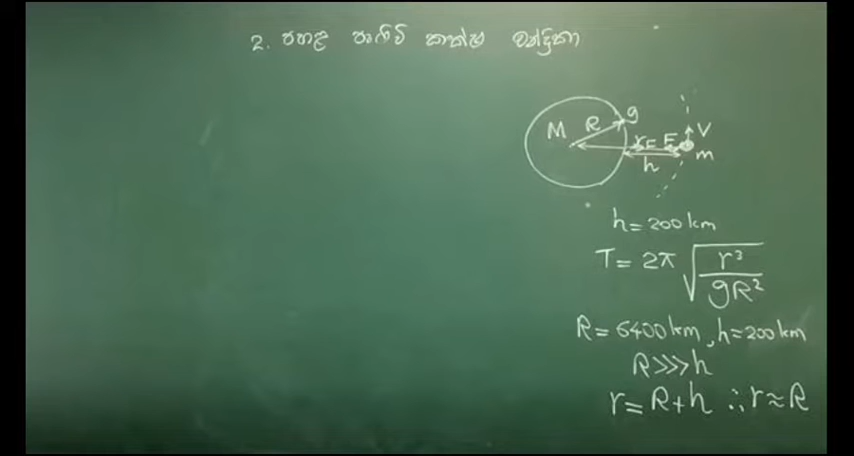 2. පහළ පෘථිවි කක්ෂ චන්ද්‍රිකා
g
M R
V
r F F
m
h
h = 200 km
T = 2π √(r³/gR²)
R = 6400 km, h = 200 km
R >>> h
r = R + h ∴ r ≈ R